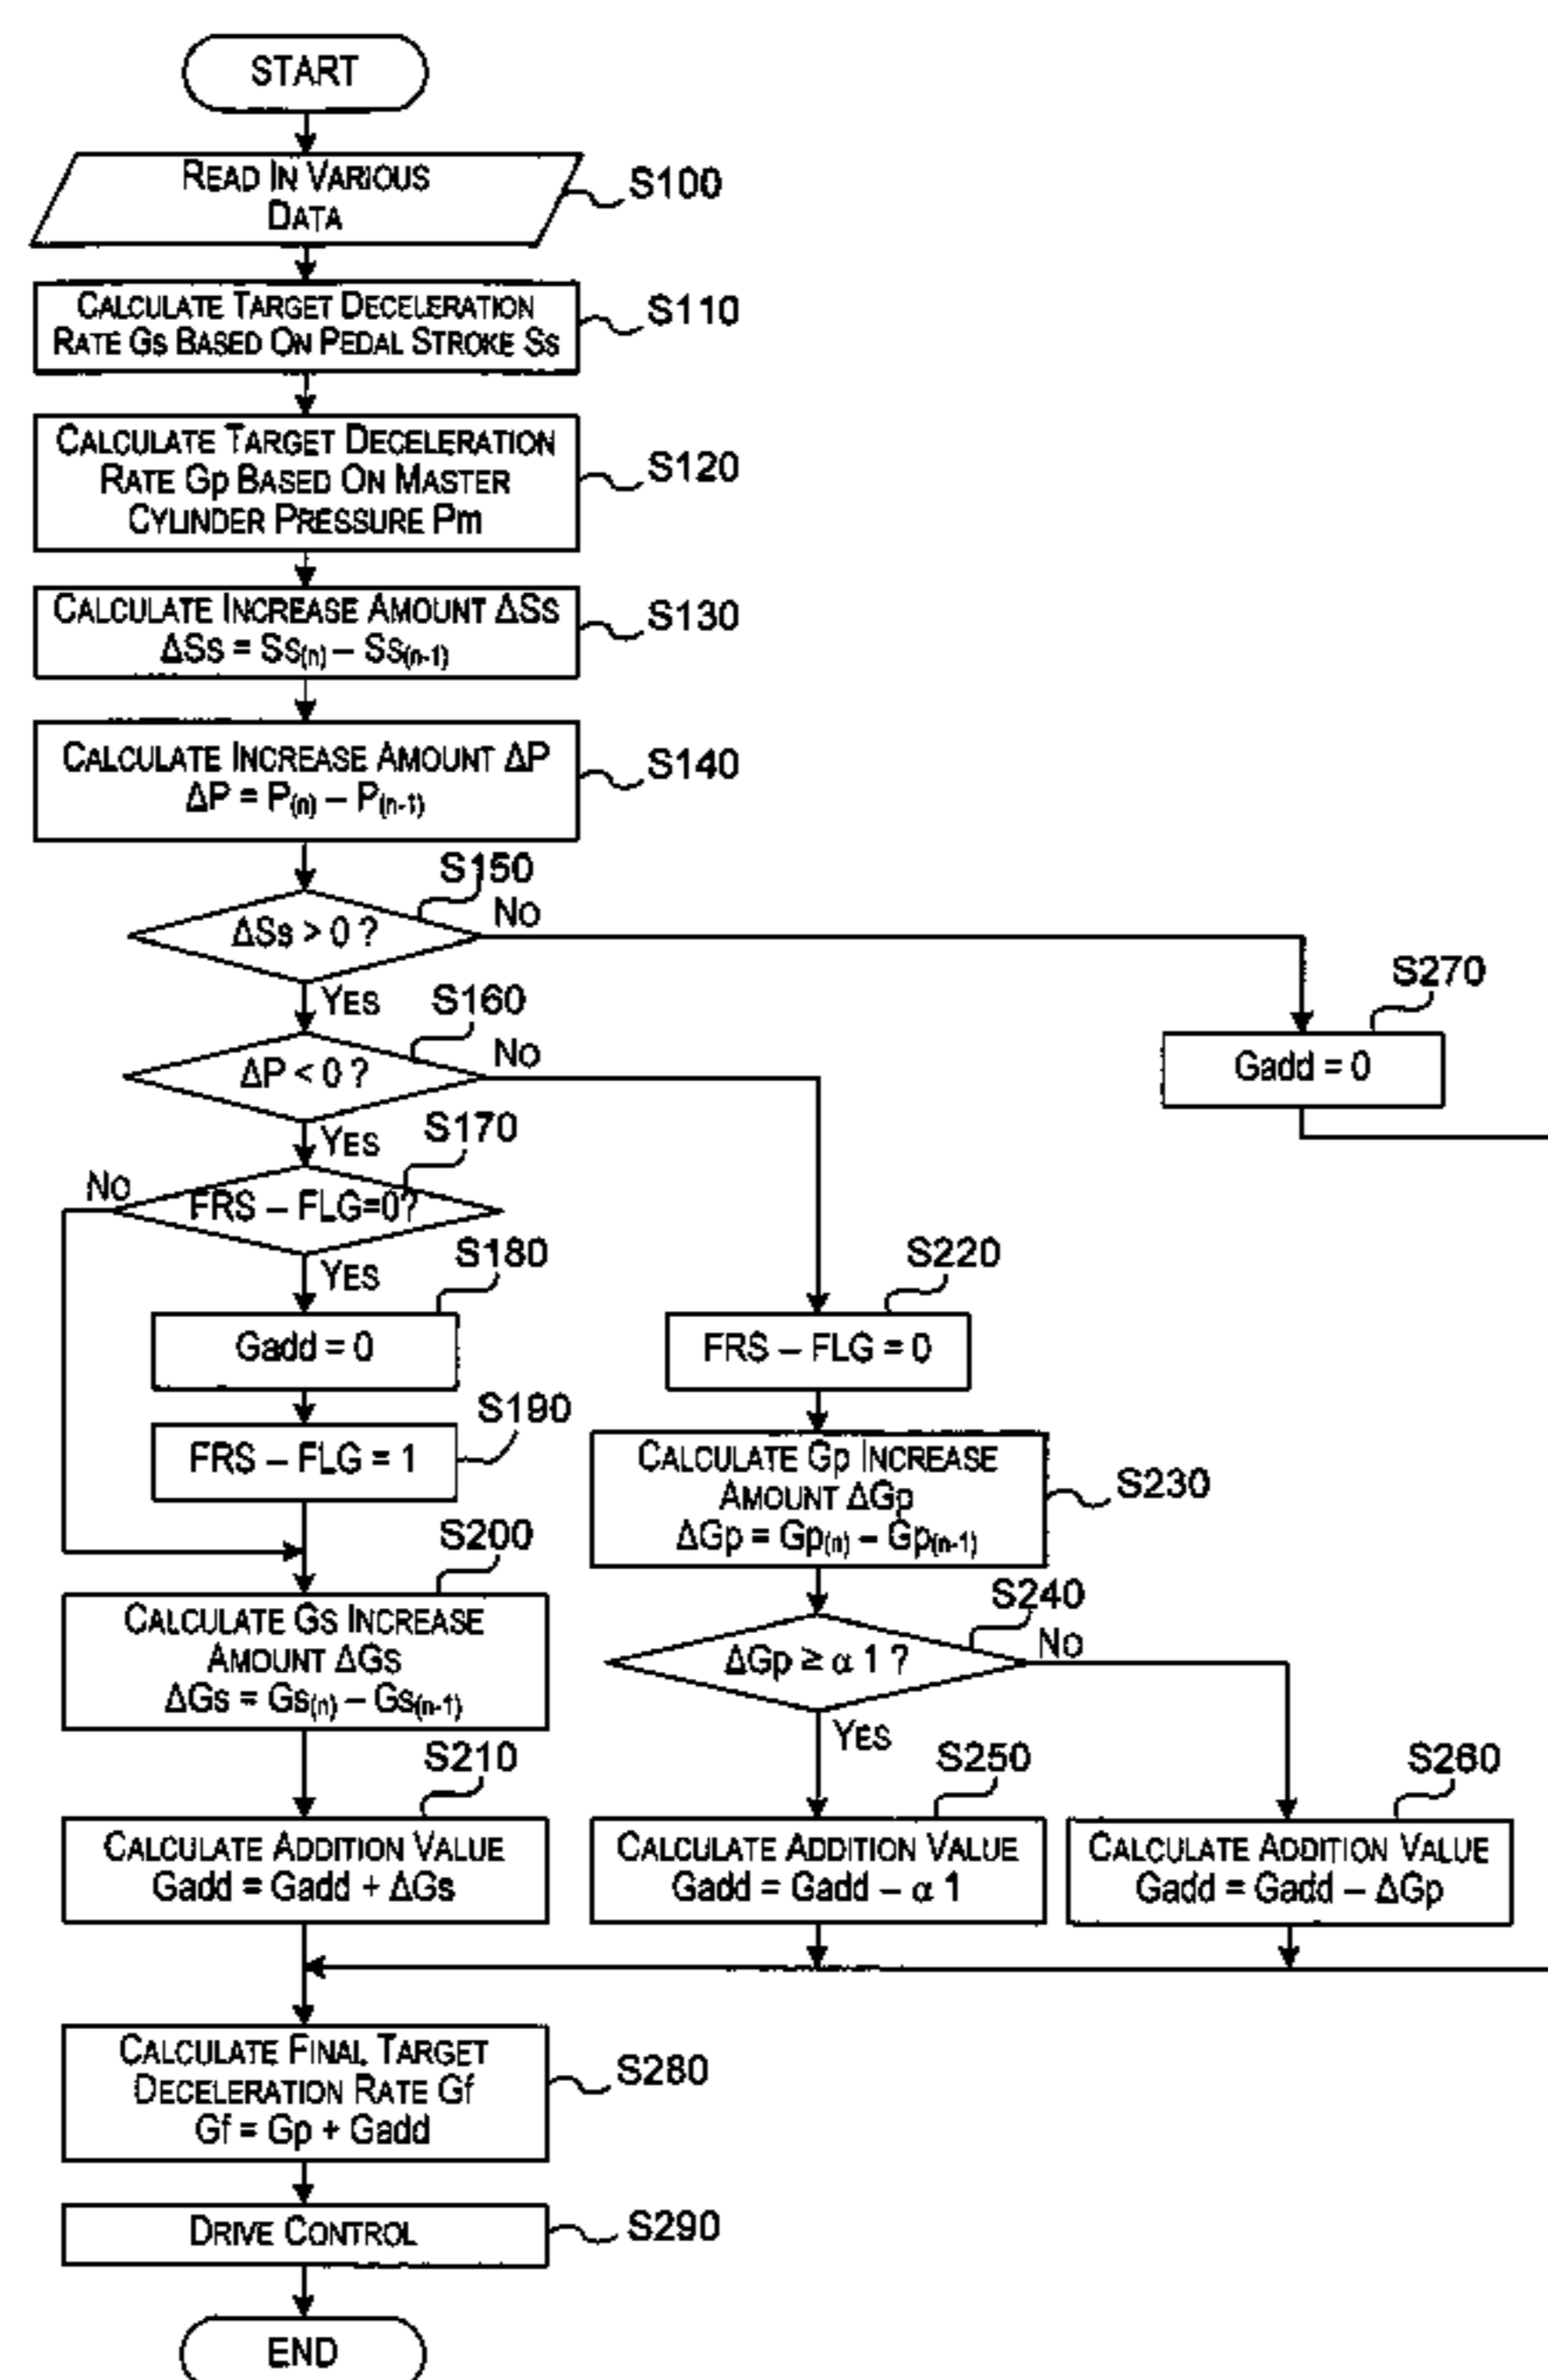 START
READ IN VARIOUS
DATA
S100
CALCULATE TARGET DECELERATION
RATE Gs BASED ON PEDAL STROKE Ss
S110
CALCULATE TARGET DECELERATION
RATE Gp BASED ON MASTER
CYLINDER PRESSURE Pm
S120
CALCULATE INCREASE AMOUNT ΔSs
ΔSs = Ss(n) – Ss(n-1)
S130
CALCULATE INCREASE AMOUNT ΔP
ΔP = P(n) – P(n-1)
S140
S150
ΔSs > 0 ?
NO
YES
S160
ΔP < 0 ?
NO
YES
S270
Gadd = 0
S170
NO
FRS – FLG=0?
YES
S180
Gadd = 0
S190
FRS – FLG = 1
S200
CALCULATE Gs INCREASE
AMOUNT ΔGs
ΔGs = Gs(n) – Gs(n-1)
S210
CALCULATE ADDITION VALUE
Gadd = Gadd + ΔGs
S220
FRS – FLG = 0
CALCULATE Gp INCREASE
AMOUNT ΔGp
ΔGp = Gp(n) – Gp(n-1)
S230
S240
ΔGp ≥ α 1 ?
NO
YES
S250
CALCULATE ADDITION VALUE
Gadd = Gadd – α 1
S260
CALCULATE ADDITION VALUE
Gadd = Gadd – ΔGp
CALCULATE FINAL TARGET
DECELERATION RATE Gf
Gf = Gp + Gadd
S280
DRIVE CONTROL
S290
END